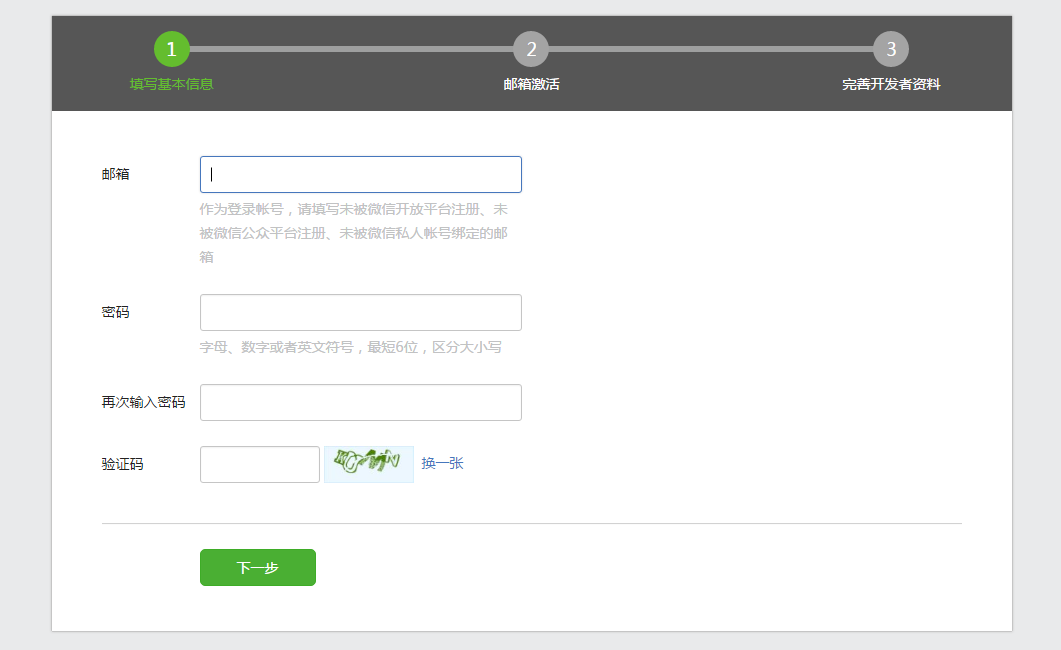 1
2
3
填写基本信息
邮箱激活
完善开发者资料
邮箱
作为登录帐号，请填写未被微信开放平台注册、未
被微信公众平台注册、未被微信私人帐号绑定的邮
箱
密码
字母、数字或者英文符号，最短6位，区分大小写
再次输入密码
验证码
换一张
下一步